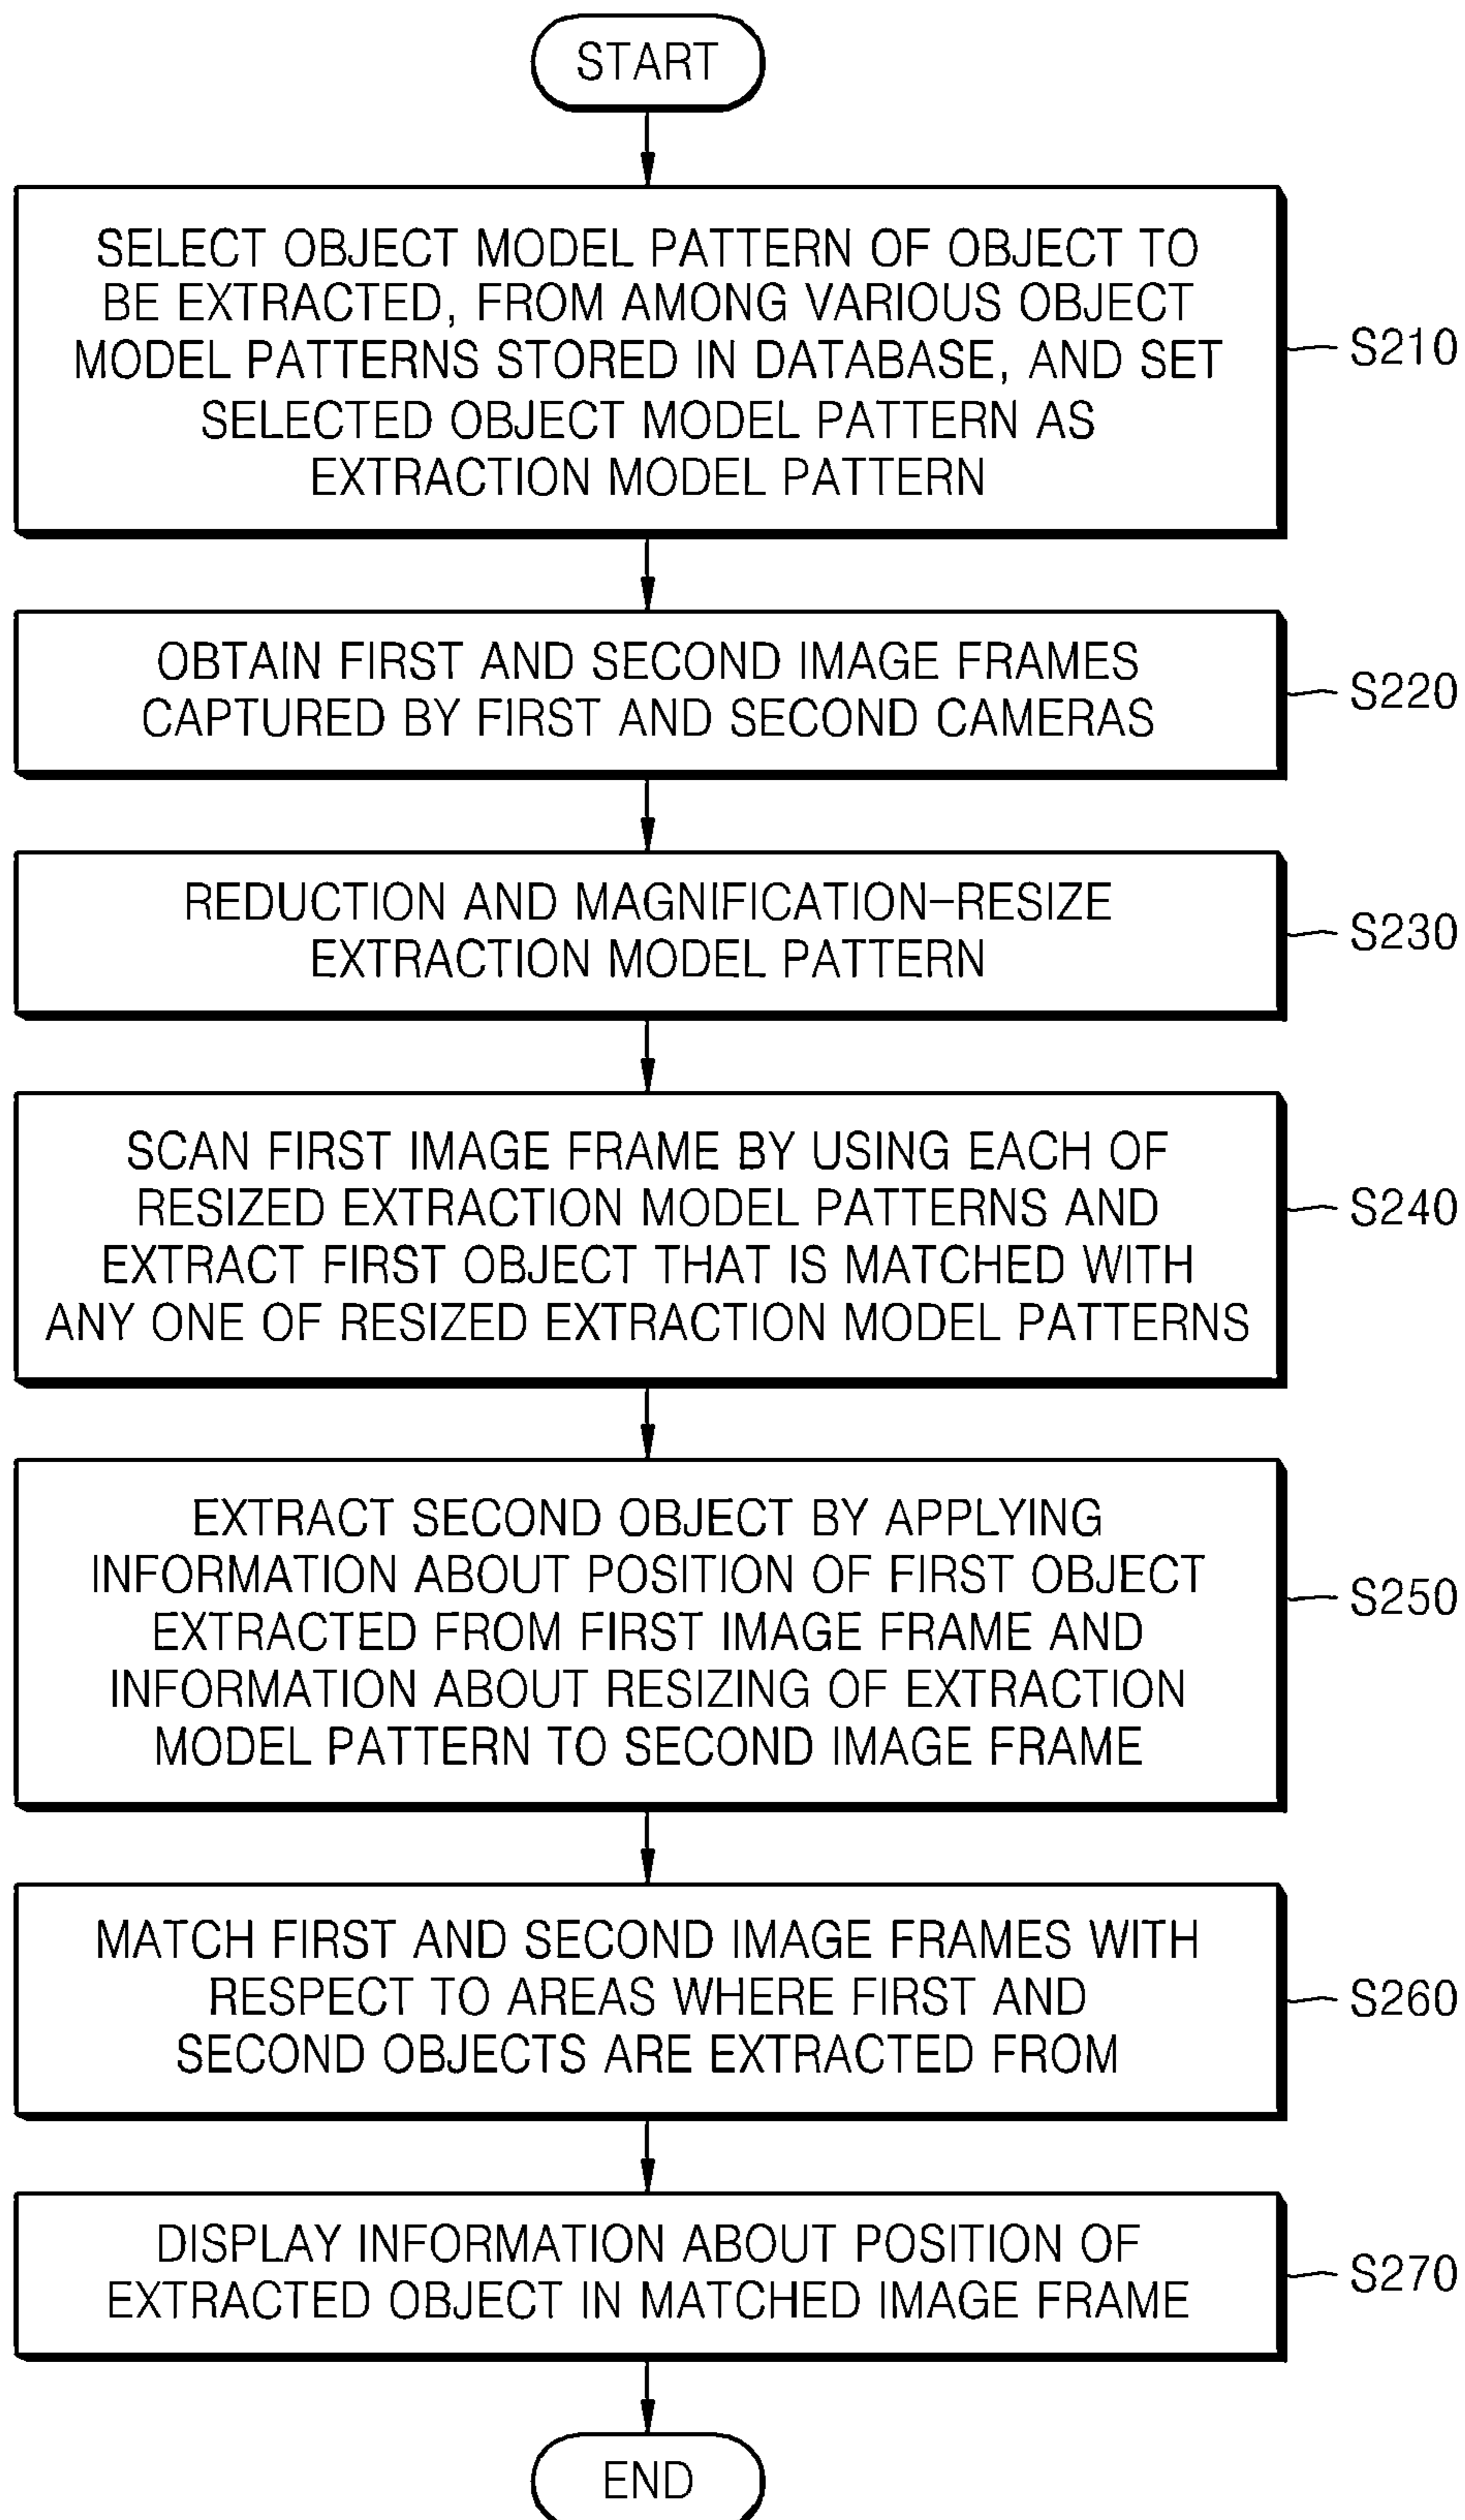 START
SELECT OBJECT MODEL PATTERN OF OBJECT TO
BE EXTRACTED, FROM AMONG VARIOUS OBJECT
MODEL PATTERNS STORED IN DATABASE, AND SET
SELECTED OBJECT MODEL PATTERN AS
EXTRACTION MODEL PATTERN
S210
OBTAIN FIRST AND SECOND IMAGE FRAMES
CAPTURED BY FIRST AND SECOND CAMERAS
S220
REDUCTION AND MAGNIFICATION-RESIZE
EXTRACTION MODEL PATTERN
S230
SCAN FIRST IMAGE FRAME BY USING EACH OF
RESIZED EXTRACTION MODEL PATTERNS AND
EXTRACT FIRST OBJECT THAT IS MATCHED WITH
ANY ONE OF RESIZED EXTRACTION MODEL PATTERNS
S240
EXTRACT SECOND OBJECT BY APPLYING
INFORMATION ABOUT POSITION OF FIRST OBJECT
EXTRACTED FROM FIRST IMAGE FRAME AND
INFORMATION ABOUT RESIZING OF EXTRACTION
MODEL PATTERN TO SECOND IMAGE FRAME
S250
MATCH FIRST AND SECOND IMAGE FRAMES WITH
RESPECT TO AREAS WHERE FIRST AND
SECOND OBJECTS ARE EXTRACTED FROM
S260
DISPLAY INFORMATION ABOUT POSITION OF
EXTRACTED OBJECT IN MATCHED IMAGE FRAME
S270
END